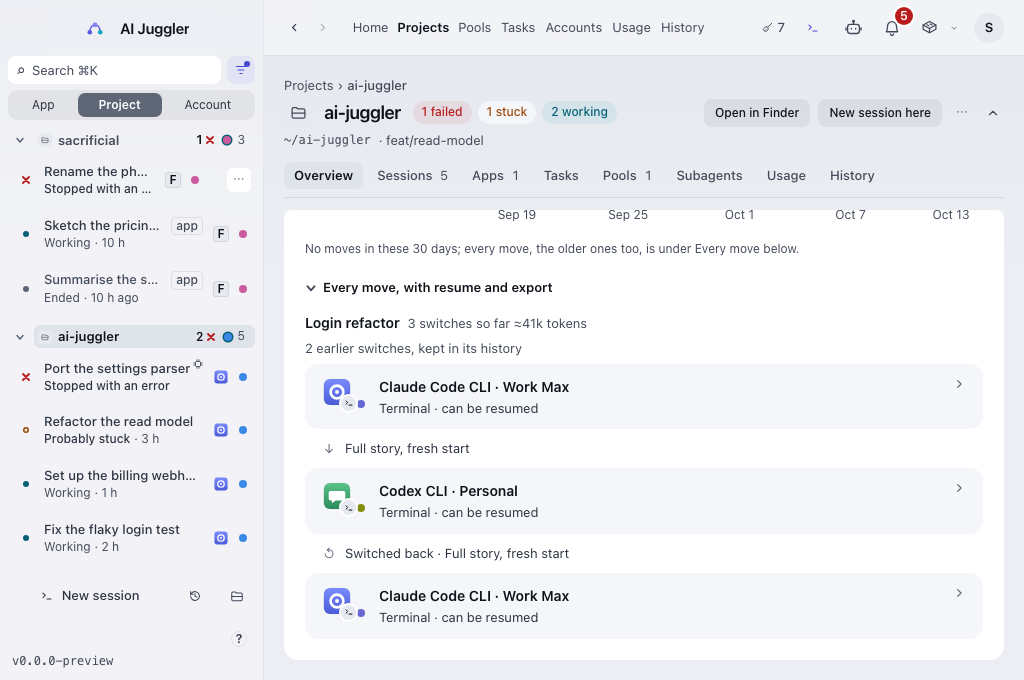 AI Juggler
Search ⌘K
App Project Account
sacrificial 1 3
Rename the ph... F
Stopped with an ...
Sketch the pricin... app F
Working · 10 h
Summarise the s... app F
Ended · 10 h ago
ai-juggler 2 5
Port the settings parser
Stopped with an error
Refactor the read model
Probably stuck · 3 h
Set up the billing webh...
Working · 1 h
Fix the flaky login test
Working · 2 h
New session
?
v0.0.0-preview
Home Projects Pools Tasks Accounts Usage History 7 5 S
Projects › ai-juggler
ai-juggler 1 failed 1 stuck 2 working Open in Finder New session here ...
~/ai-juggler · feat/read-model
Overview Sessions 5 Apps 1 Tasks Pools 1 Subagents Usage History
Sep 19 Sep 25 Oct 1 Oct 7 Oct 13
No moves in these 30 days; every move, the older ones too, is under Every move below.
Every move, with resume and export
Login refactor 3 switches so far ≈41k tokens
2 earlier switches, kept in its history
Claude Code CLI · Work Max
Terminal · can be resumed
Full story, fresh start
Codex CLI · Personal
Terminal · can be resumed
Switched back · Full story, fresh start
Claude Code CLI · Work Max
Terminal · can be resumed